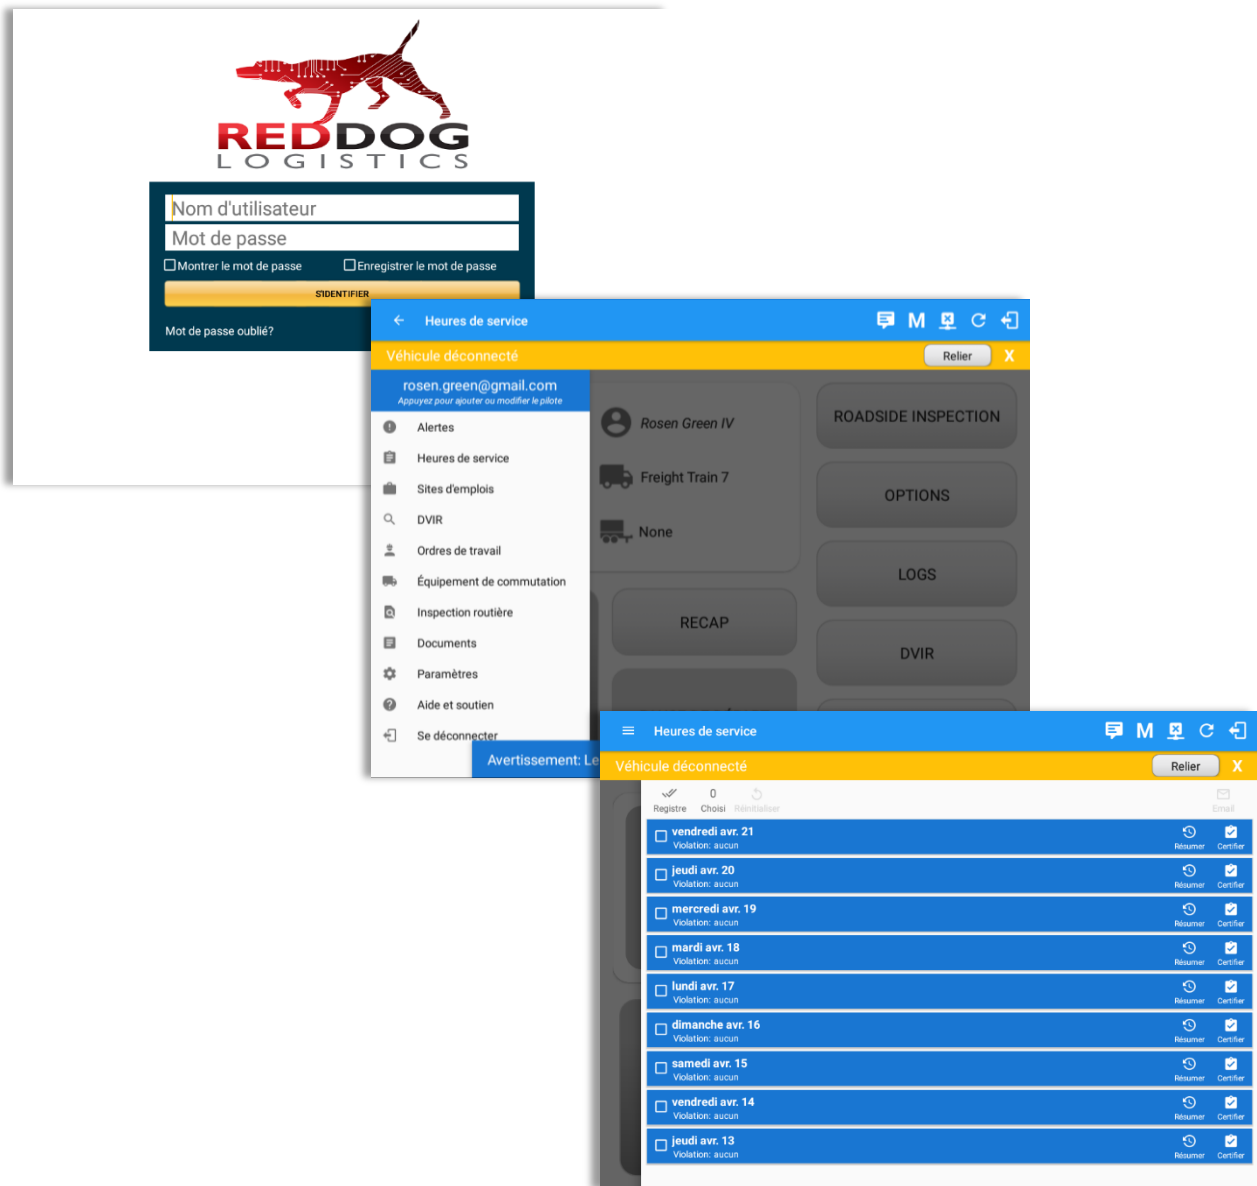 REDDOG
LOGISTICS
Nom d'utilisateur
Mot de passe
Montrer le mot de passe
Enregistrer le mot de passe
S'IDENTIFIER
Mot de passe oublié?
Heures de service
M
Véhicule déconnecté
Relier
X
rosen.green@gmail.com
Appuyez pour ajouter ou modifier le pilote
Alertes
Heures de service
Sites d'emplois
DVIR
Ordres de travail
Équipement de commutation
Inspection routière
Documents
Paramètres
Aide et soutien
Se déconnecter
Avertissement: Le
Rosen Green IV
Freight Train 7
None
RECAP
ROADSIDE INSPECTION
OPTIONS
LOGS
DVIR
Heures de service
M
Véhicule déconnecté
Relier
X
Registre
0
Choisi
Réinitialiser
Email
vendredi avr. 21
Violation: aucun
Résumer
Certifier
jeudi avr. 20
Violation: aucun
Résumer
Certifier
mercredi avr. 19
Violation: aucun
Résumer
Certifier
mardi avr. 18
Violation: aucun
Résumer
Certifier
lundi avr. 17
Violation: aucun
Résumer
Certifier
dimanche avr. 16
Violation: aucun
Résumer
Certifier
samedi avr. 15
Violation: aucun
Résumer
Certifier
vendredi avr. 14
Violation: aucun
Résumer
Certifier
jeudi avr. 13
Violation: aucun
Résumer
Certifier